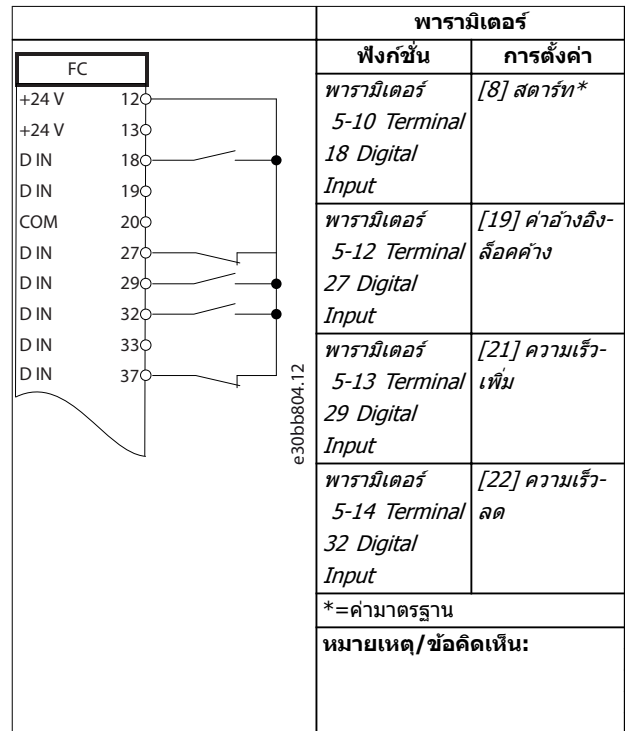 FC
+24 V 12
+24 V 13
D IN 18
D IN 19
COM 20
D IN 27
D IN 29
D IN 32
D IN 33
D IN 37
e30bb804.12
พารามิเตอร์
ฟังก์ชั่น การตั้งค่า
พารามิเตอร์ [8] สตาร์ท*
5-10 Terminal
18 Digital
Input
พารามิเตอร์ [19] ค่าอ้างอิง-
5-12 Terminal ล็อคค้าง
27 Digital
Input
พารามิเตอร์ [21] ความเร็ว-
5-13 Terminal เพิ่ม
29 Digital
Input
พารามิเตอร์ [22] ความเร็ว-
5-14 Terminal ลด
32 Digital
Input
*=ค่ามาตรฐาน
หมายเหตุ/ข้อคิดเห็น: